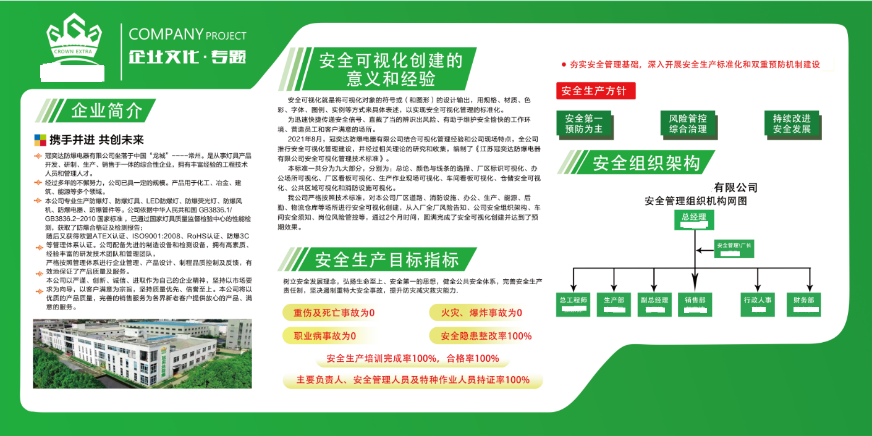 CROWN EXTRA
COMPANY PROJECT
企业文化·专题
企业简介
携手并进 共创未来
冠奕达防爆电器有限公司坐落于中国“龙城”----常州。是从事灯具产品
开发、研制、生产、销售于一体的综合性企业，拥有丰富经验的工程技术
人员和管理人才。
经过多年的不懈努力，公司已具一定的规模。产品用于化工、冶金、建
筑、能源等多个领域。
本公司专业生产防爆灯、防爆灯具、LED防爆灯、防爆荧光灯、防爆风
机、防爆电器、防爆管件等；公司依据中华人民共和国 GB3836.1/
GB3836.2-2010 国家标准，已通过国家灯具质量监督检验中心的性能检
测，获取了防爆合格证及检测报告；
随后又获得欧盟ATEX认证、ISO9001:2008、RoHS认证、防爆3C
等管理体系认证。公司配备先进的制造设备和检测设备，拥有高素质、
经验丰富的研发技术团队和管理团队。
严格按照管理体系进行企业管理、产品设计、制程品质控制及反馈，有
效地保证了产品质量及服务。
本公司以严谨、创新、诚信、进取作为自己的企业精神，坚持以市场要
求为向导，以客户满意为宗旨，坚持质量优先、信誉至上。本公司将以
优质的产品质量，完善的销售服务为各界新老客户提供放心的产品、满
意的服务。
安全可视化创建的
意义和经验
安全可视化就是将可视化对象的符号或（和图形）的设计输出，用规格、材质、色
彩、字体、图例、实例等方式来具体表述，以实现安全可视化管理的标准化。
为迅速快捷传递安全信号、直截了当的辨识出风险、有助于维护安全愉快的工作环
境、营造员工和客户满意的场所。
2021年8月，冠奕达防爆电器有限公司结合可视化管理经验和公司现场特点，全公司
推行安全可视化管理建设，并经过相关理论的研究和收集，编制了《江苏冠奕达防爆电器
有限公司安全可视化管理技术标准》。
本标准一共分为九大部分，分别为；总论、颜色与线条的选择、厂区标识可视化、办
公场所可视化、厂区看板可视化、生产作业现场可视化、车间看板可视化、仓储安全可视
化、公共区域可视化和消防设施可视化。
我公司严格按照技术标准，对本公司厂区道路、消防设施、办公、生产、能源、后
勤、物流仓库等场所进行安全可视化创建，从入厂全厂风险告知、公司安全组织架构、车
间安全须知、岗位风险管控等，通过2个月时间，圆满完成了安全可视化创建并达到了预
期效果。
安全生产目标指标
树立安全发展理念，弘扬生命至上、安全第一的思想，健全公共安全体系，完善安全生产
责任制，坚决遏制重特大安全事故，提升防灾减灾救灾能力。
重伤及死亡事故为0
火灾、爆炸事故为0
职业病事故为0
安全隐患整改率100%
安全生产培训完成率100%，合格率100%
主要负责人、安全管理人员及特种作业人员持证率100%
夯实安全管理基础，深入开展安全生产标准化和双重预防机制建设
安全生产方针
安全第一
预防为主
风险管控
综合治理
持续改进
安全发展
安全组织架构
有限公司
安全管理组织机构网图
总经理
安全管理\厂长
总工程师
生产部
副总经理
销售部
行政人事
财务部